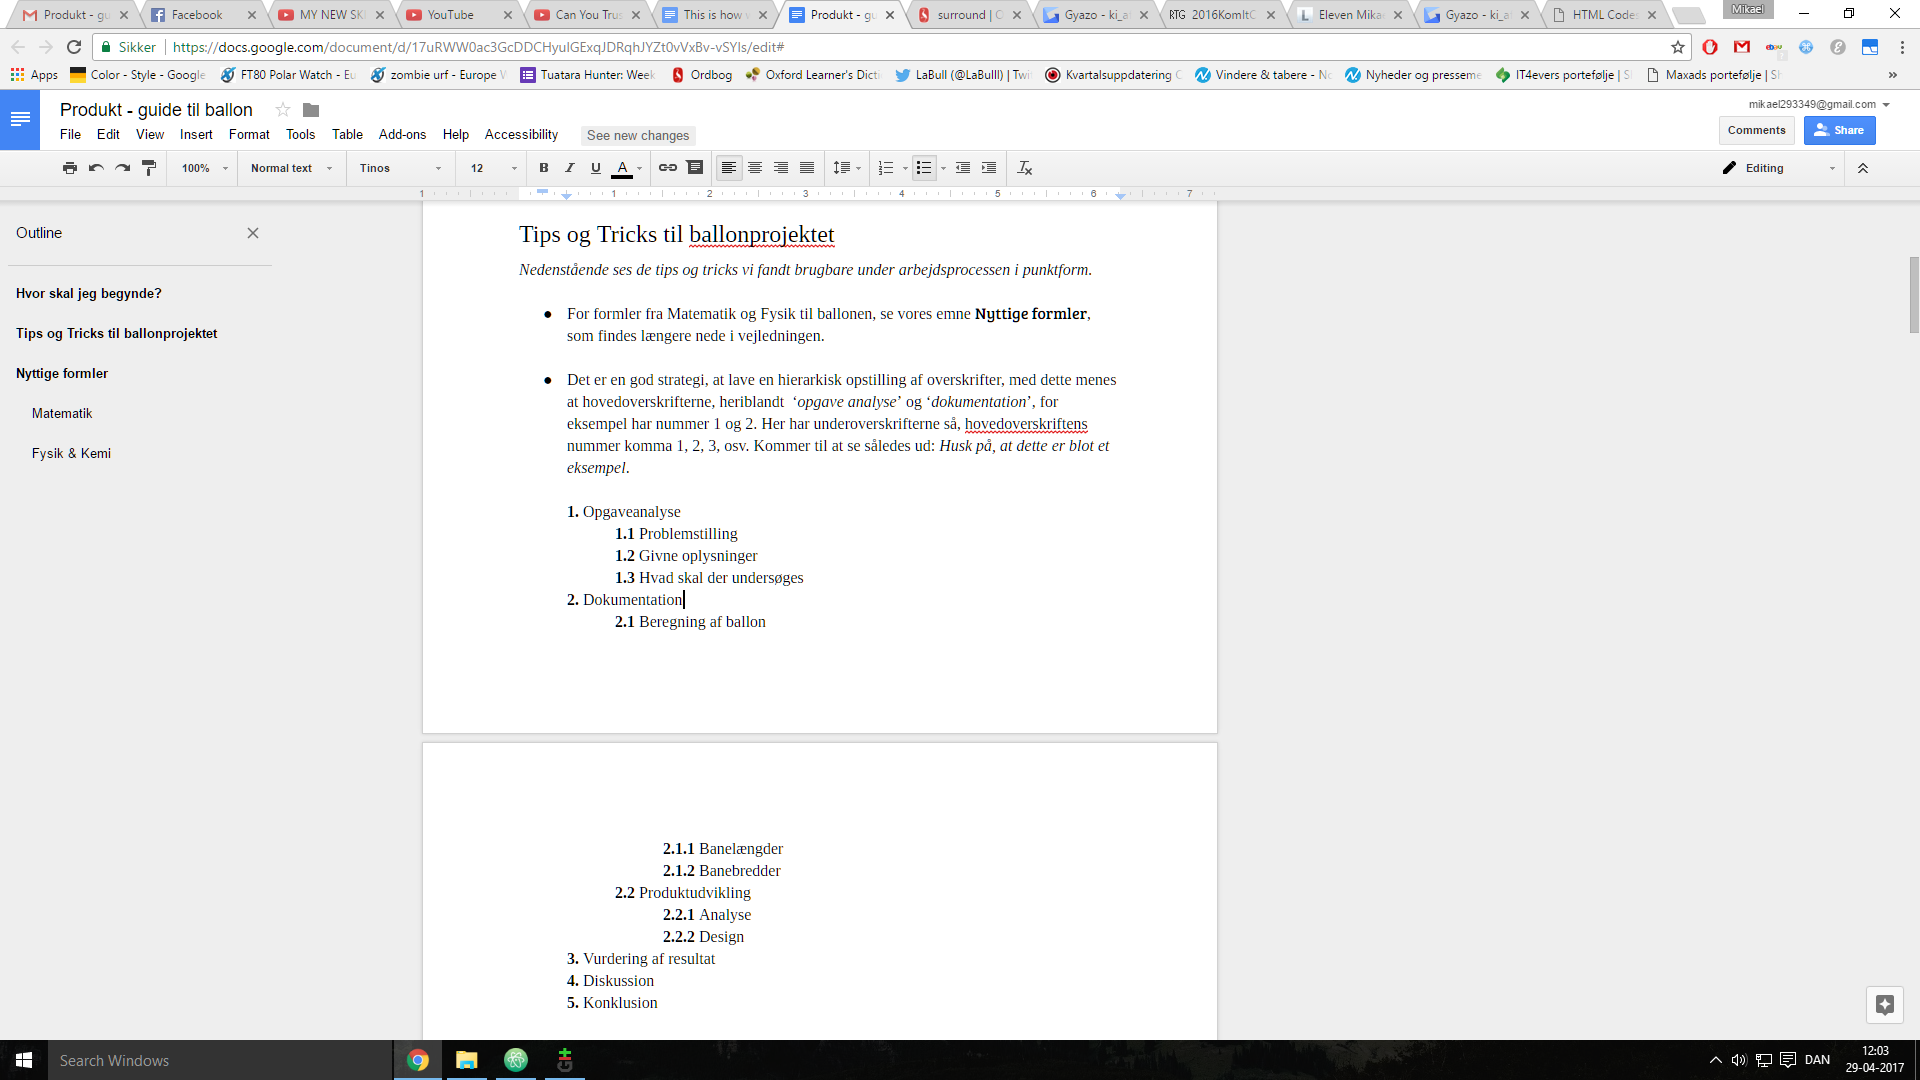 Produkt - gu
Facebook
MY NEW SK
YouTube
Can You Trus
This is how
Produkt - gu
surround | O
Gyazo - ki_a
RTG 2016KomItC
Eleven Mika
Gyazo - ki_a
HTML Codes
Mikael
Sikker https://docs.google.com/document/d/17uRWW0ac3GcDDCHyuIGExqJDRqhJYZt0vVxBv-vSYIs/edit#
Apps
Color - Style - Google
FT80 Polar Watch - Eu
zombie urf - Europe W
Tuatara Hunter: Week
Ordbog
Oxford Learner's Dicti
LaBull (@LaBulll) | Twi
Kvartalsuppdatering
Vindere & tabere - No
Nyheder og presseme
IT4evers portefølje | S
Maxads portefølje | Sh
»
Produkt - guide til ballon
mikael293349@gmail.com
File Edit View Insert Format Tools Table Add-ons Help Accessibility See new changes
Comments Share
100% Normal text Tinos 12 B I U A Editing
1 1 2 3 4 5 6 7
Outline
Hvor skal jeg begynde?
Tips og Tricks til ballonprojektet
Nyttige formler
Matematik
Fysik & Kemi
Tips og Tricks til ballonprojektet
Nedenstående ses de tips og tricks vi fandt brugbare under arbejdsprocessen i punktform.
● For formler fra Matematik og Fysik til ballonen, se vores emne Nyttige formler,
som findes længere nede i vejledningen.
● Det er en god strategi, at lave en hierarkisk opstilling af overskrifter, med dette menes
at hovedoverskrifterne, heriblandt ‘opgave analyse’ og ‘dokumentation’, for
eksempel har nummer 1 og 2. Her har underoverskrifterne så, hovedoverskriftens
nummer komma 1, 2, 3, osv. Kommer til at se således ud: Husk på, at dette er blot et
eksempel.
1. Opgaveanalyse
1.1 Problemstilling
1.2 Givne oplysninger
1.3 Hvad skal der undersøges
2. Dokumentation
2.1 Beregning af ballon
2.1.1 Banelængder
2.1.2 Banebredder
2.2 Produktudvikling
2.2.1 Analyse
2.2.2 Design
3. Vurdering af resultat
4. Diskussion
5. Konklusion
Search Windows
DAN
12:03
29-04-2017